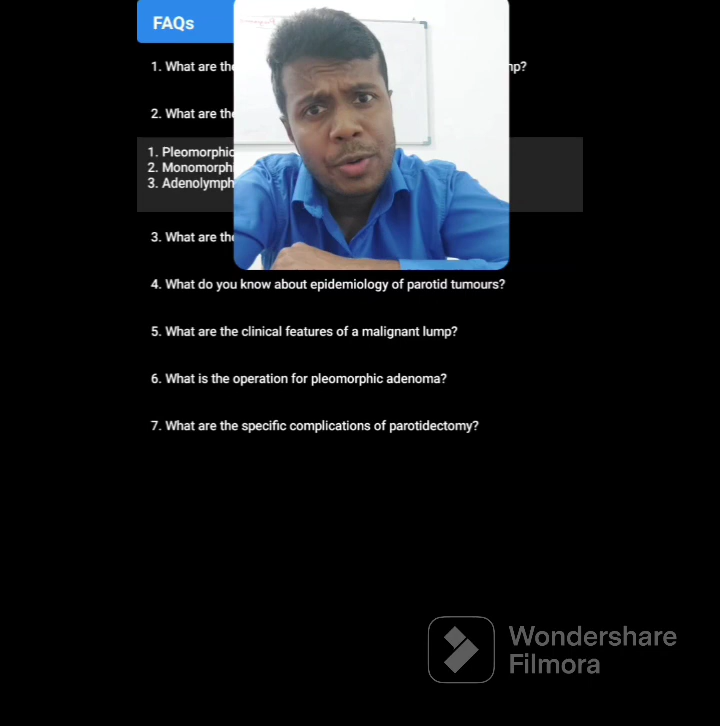 FAQs
1. What are the
2. What are the
1. Pleomorphic
2. Monomorph
3. Adenolymph
3. What are the
4. What do you know about epidemiology of parotid tumours?
5. What are the clinical features of a malignant lump?
6. What is the operation for pleomorphic adenoma?
7. What are the specific complications of parotidectomy?
Wondershare
Filmora